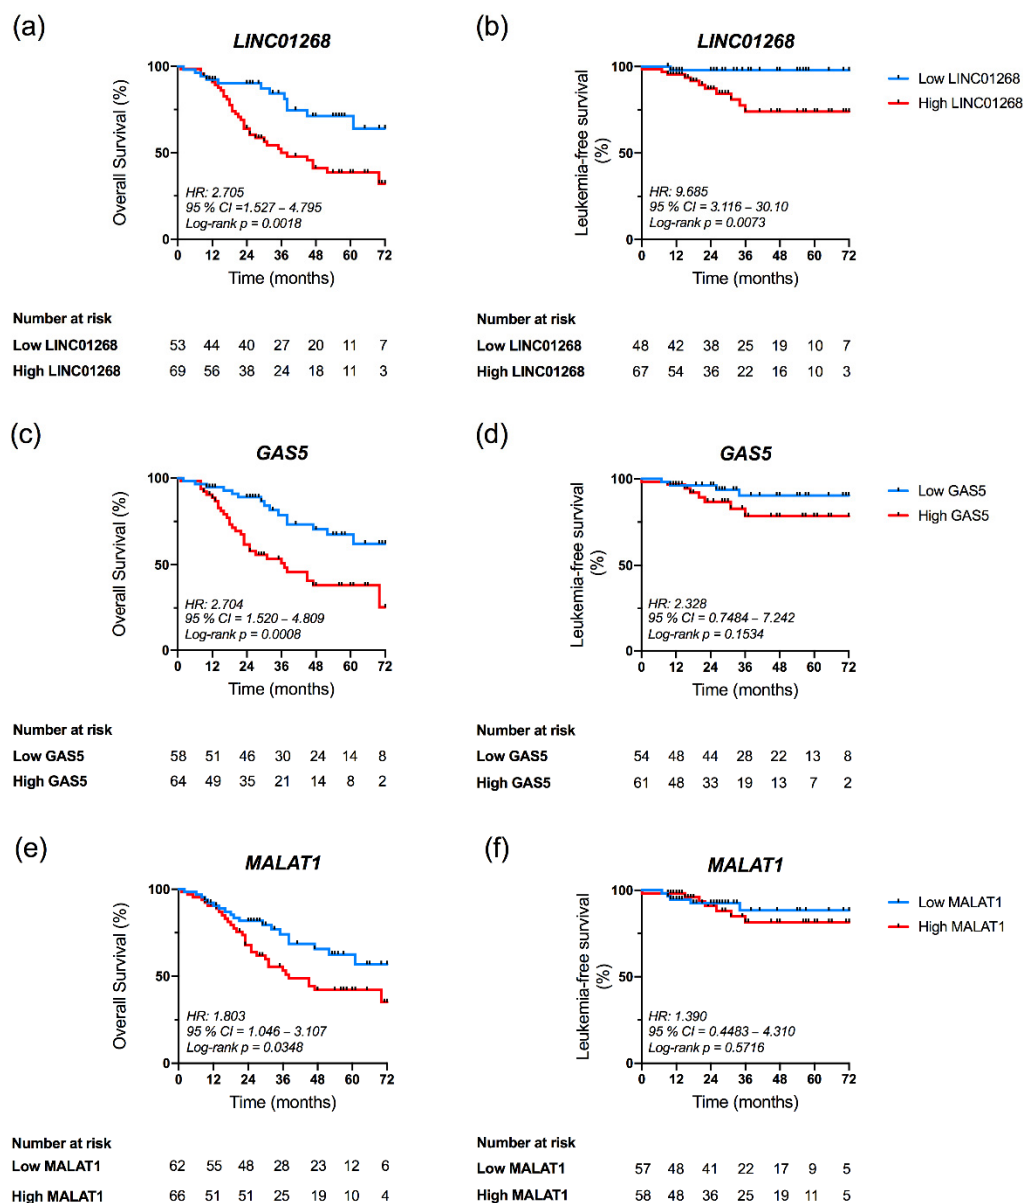 (a)
LINC01268
100
50
0
Overall Survival (%)
HR: 2.705
95 % CI =1.527 – 4.795
Log-rank p = 0.0018
0 12 24 36 48 60 72
Time (months)
Number at risk
Low LINC01268 53 44 40 27 20 11 7
High LINC01268 69 56 38 24 18 11 3
(b)
LINC01268
100
50
0
Leukemia-free survival
(%)
HR: 9.685
95 % CI = 3.116 – 30.10
Log-rank p = 0.0073
0 12 24 36 48 60 72
Time (months)
Low LINC01268
High LINC01268
Number at risk
Low LINC01268 48 42 38 25 19 10 7
High LINC01268 67 54 36 22 16 10 3
(c)
GAS5
100
50
0
Overall Survival (%)
HR: 2.704
95 % CI = 1.520 – 4.809
Log-rank p = 0.0008
0 12 24 36 48 60 72
Time (months)
Number at risk
Low GAS5 58 51 46 30 24 14 8
High GAS5 64 49 35 21 14 8 2
(d)
GAS5
100
50
0
Leukemia-free survival
(%)
HR: 2.328
95 % CI = 0.7484 – 7.242
Log-rank p = 0.1534
0 12 24 36 48 60 72
Time (months)
Low GAS5
High GAS5
Number at risk
Low GAS5 54 48 44 28 22 13 8
High GAS5 61 48 33 19 13 7 2
(e)
MALAT1
100
50
0
Overall Survival (%)
HR: 1.803
95 % CI = 1.046 – 3.107
Log-rank p = 0.0348
0 12 24 36 48 60 72
Time (months)
Number at risk
Low MALAT1 62 55 48 28 23 12 6
High MALAT1 66 51 51 25 19 10 4
(f)
MALAT1
100
50
0
Leukemia-free survival
(%)
HR: 1.390
95 % CI = 0.4483 – 4.310
Log-rank p = 0.5716
0 12 24 36 48 60 72
Time (months)
Low MALAT1
High MALAT1
Number at risk
Low MALAT1 57 48 41 22 17 9 5
High MALAT1 58 48 36 25 19 11 5